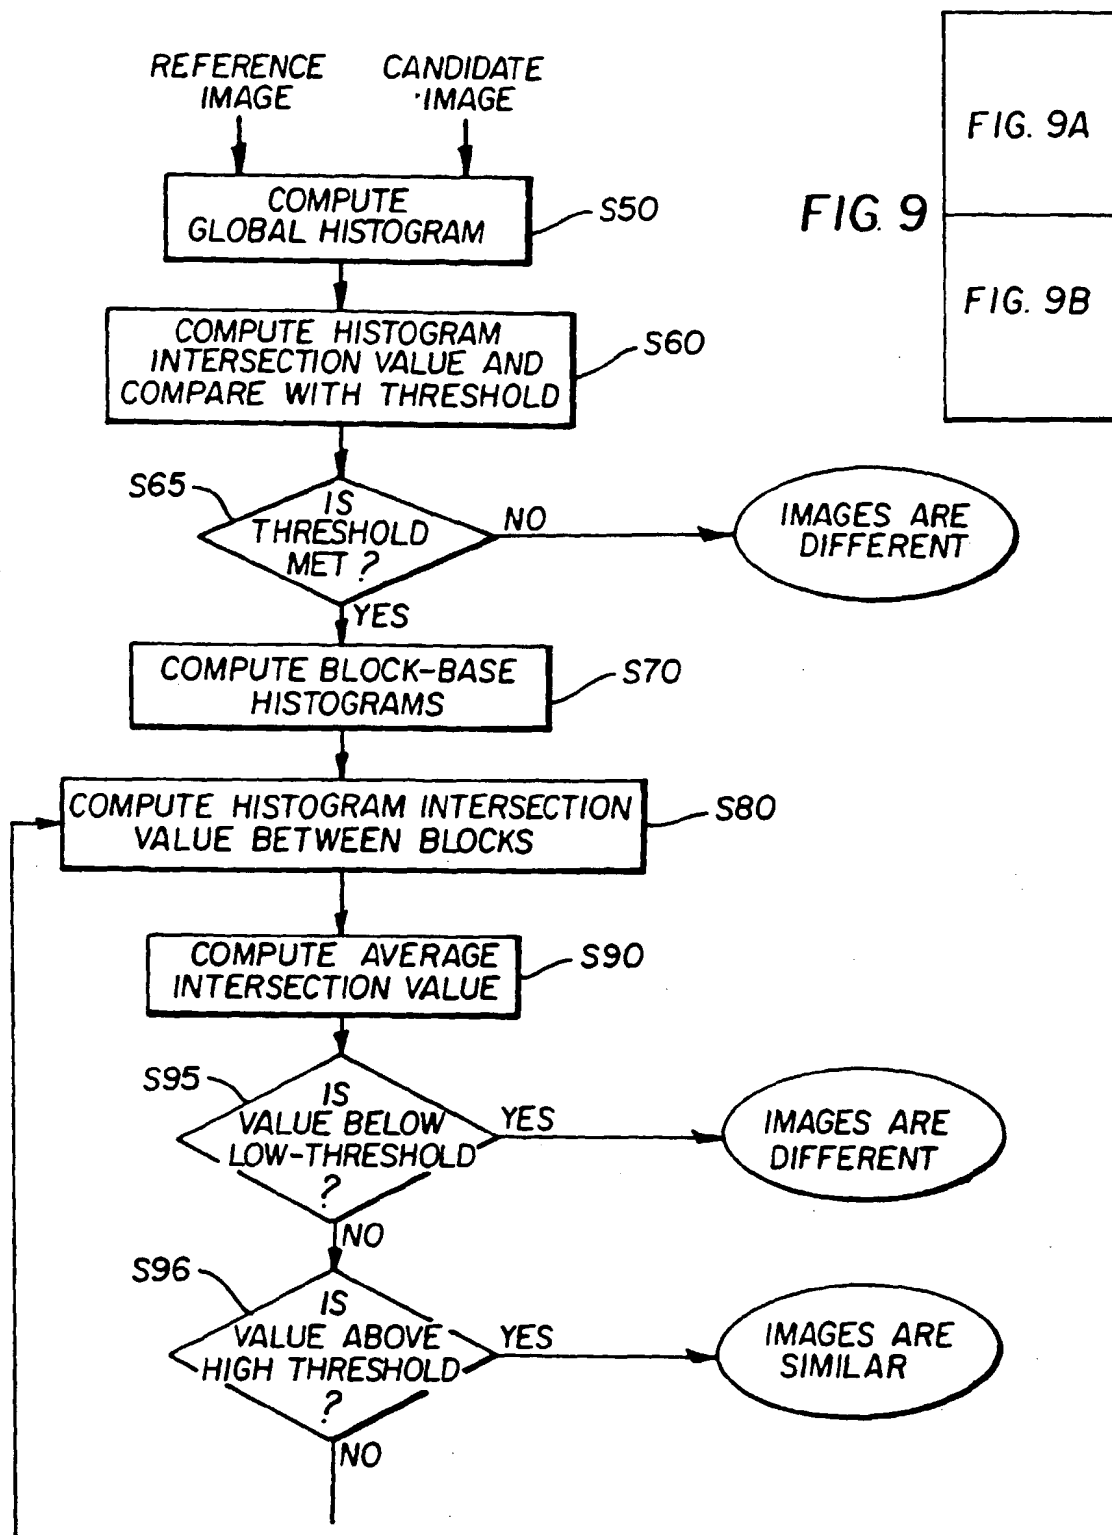 REFERENCE
IMAGE
CANDIDATE
IMAGE
COMPUTE
GLOBAL HISTOGRAM
S50
FIG. 9
FIG. 9A
FIG. 9B
COMPUTE HISTOGRAM
INTERSECTION VALUE AND
COMPARE WITH THRESHOLD
S60
S65
IS
THRESHOLD
MET ?
NO
IMAGES ARE
DIFFERENT
YES
COMPUTE BLOCK-BASE
HISTOGRAMS
S70
COMPUTE HISTOGRAM INTERSECTION
VALUE BETWEEN BLOCKS
S80
COMPUTE AVERAGE
INTERSECTION VALUE
S90
S95
IS
VALUE BELOW
LOW-THRESHOLD
?
YES
IMAGES ARE
DIFFERENT
NO
S96
IS
VALUE ABOVE
HIGH THRESHOLD
?
YES
IMAGES ARE
SIMILAR
NO